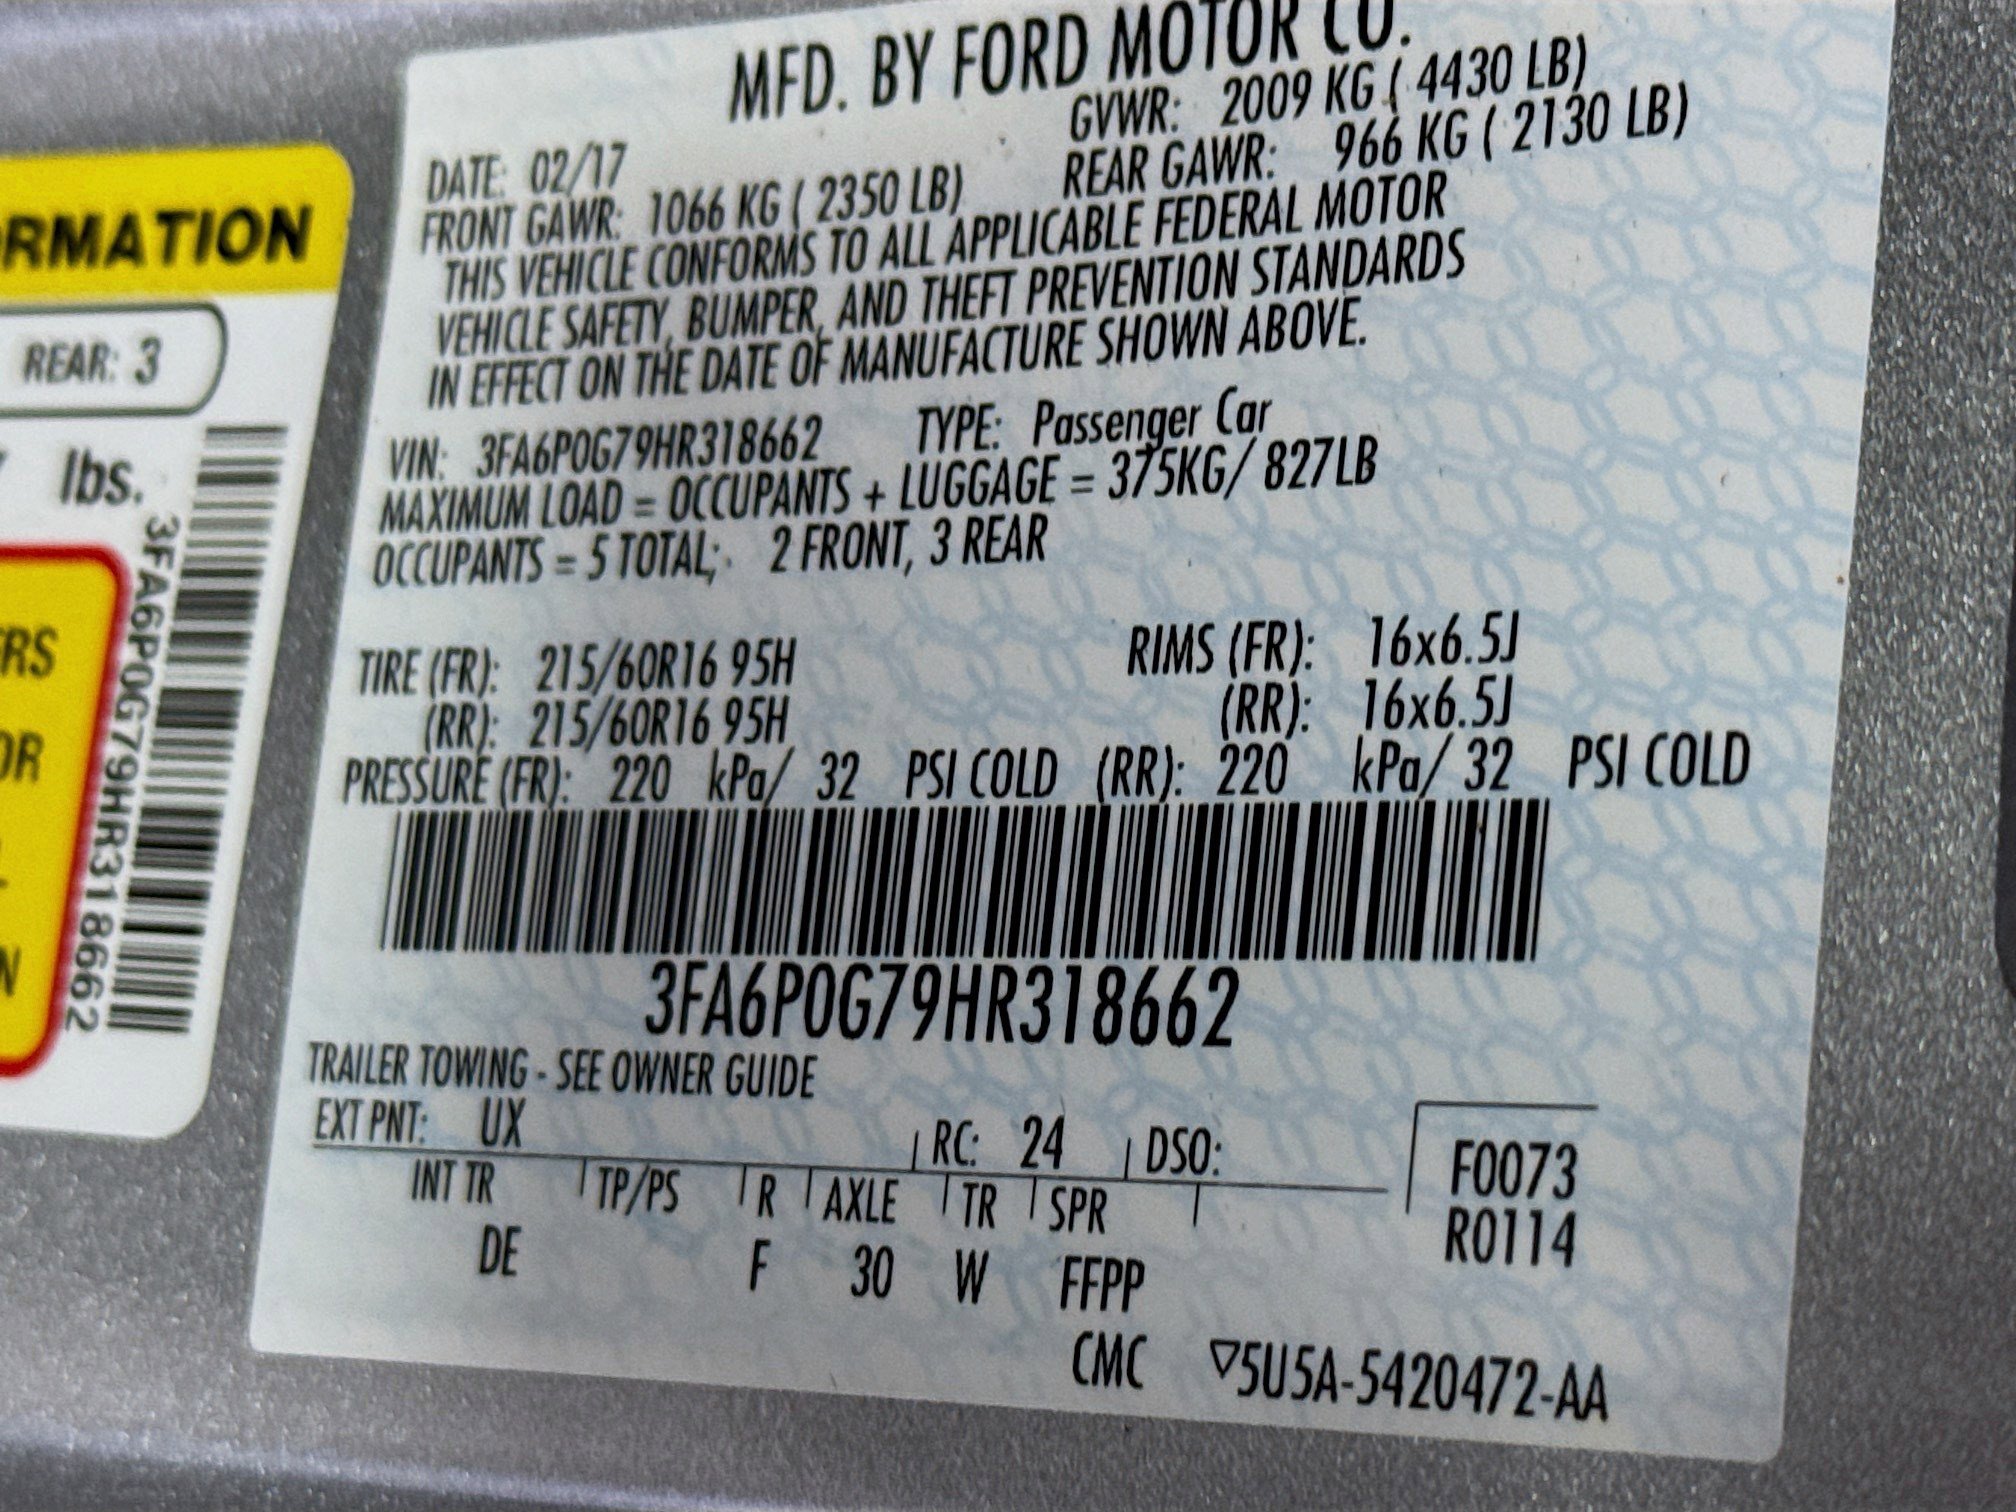 MFD. BY FORD MOTOR CO.
DATE: 02/17 GVWR: 2009 KG ( 4430 LB)
FRONT GAWR: 1066 KG ( 2350 LB) REAR GAWR: 966 KG ( 2130 LB)
THIS VEHICLE CONFORMS TO ALL APPLICABLE FEDERAL MOTOR
VEHICLE SAFETY, BUMPER, AND THEFT PREVENTION STANDARDS
IN EFFECT ON THE DATE OF MANUFACTURE SHOWN ABOVE.
VIN: 3FA6P0G79HR318662 TYPE: Passenger Car
MAXIMUM LOAD = OCCUPANTS + LUGGAGE = 375KG/ 827LB
OCCUPANTS = 5 TOTAL; 2 FRONT, 3 REAR
TIRE (FR): 215/60R16 95H RIMS (FR): 16x6.5J
(RR): 215/60R16 95H (RR): 16x6.5J
PRESSURE (FR): 220 kPa/ 32 PSI COLD (RR): 220 kPa/ 32 PSI COLD
3FA6P0G79HR318662
TRAILER TOWING - SEE OWNER GUIDE
EXT PNT: UX RC: 24 DSO:
INT TR TP/PS R AXLE TR SPR
DE F 30 W FFPP
F0073
R0114
CMC ▽5U5A-5420472-AA
RMATION
REAR: 3
lbs.
3FA6P0G79HR318662
RS
OR
N